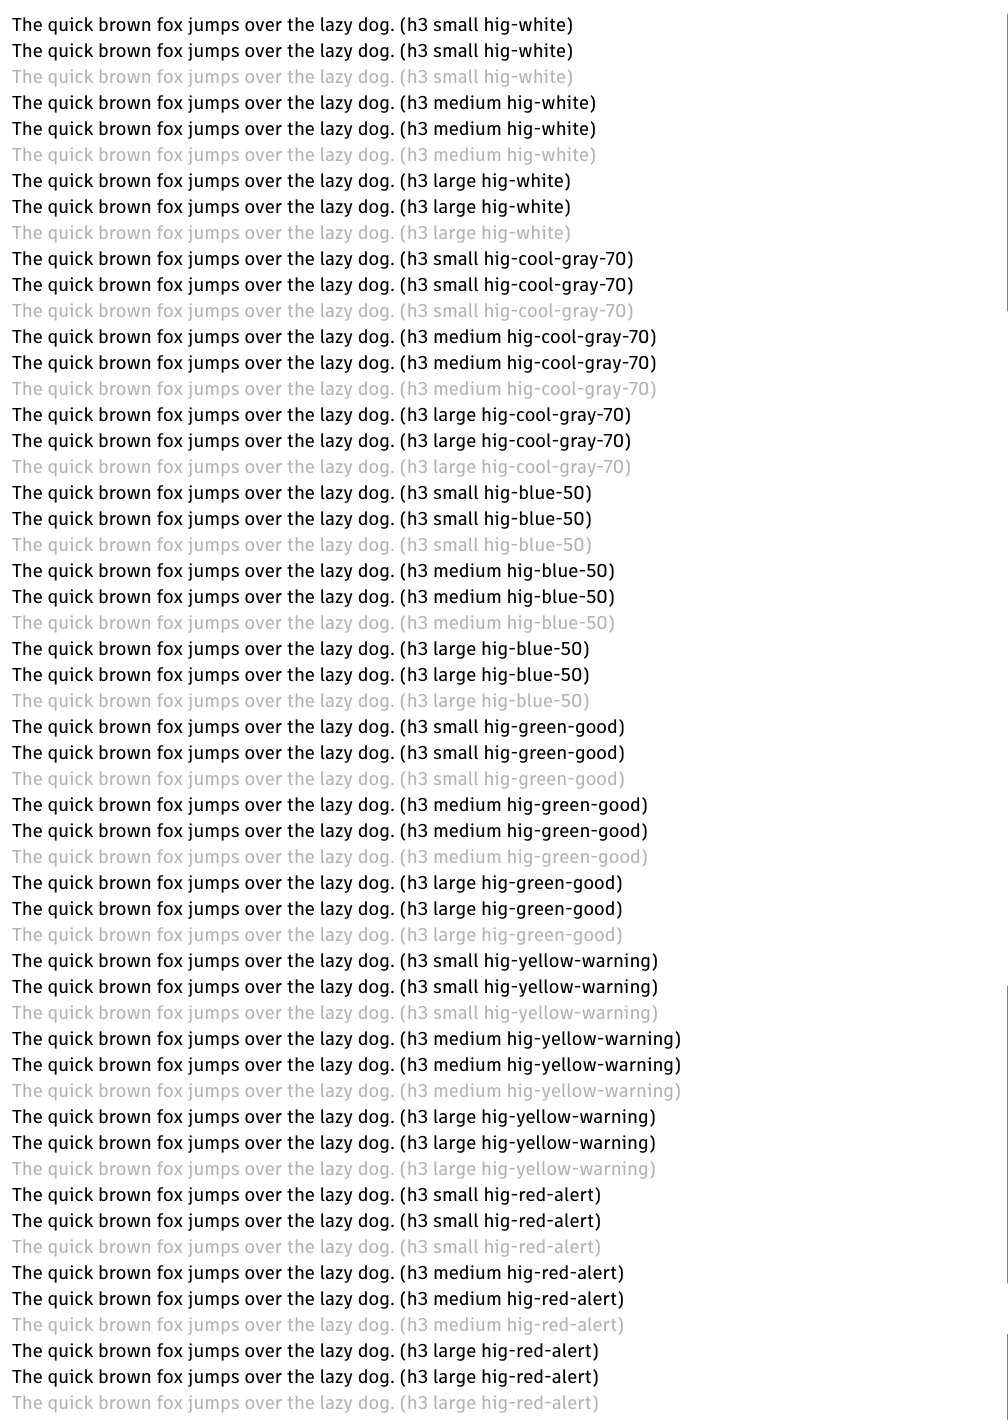 The quick brown fox jumps over the lazy dog. (h3 small hig-white)
The quick brown fox jumps over the lazy dog. (h3 small hig-white)
The quick brown fox jumps over the lazy dog. (h3 small hig-white)
The quick brown fox jumps over the lazy dog. (h3 medium hig-white)
The quick brown fox jumps over the lazy dog. (h3 medium hig-white)
The quick brown fox jumps over the lazy dog. (h3 medium hig-white)
The quick brown fox jumps over the lazy dog. (h3 large hig-white)
The quick brown fox jumps over the lazy dog. (h3 large hig-white)
The quick brown fox jumps over the lazy dog. (h3 large hig-white)
The quick brown fox jumps over the lazy dog. (h3 small hig-cool-gray-70)
The quick brown fox jumps over the lazy dog. (h3 small hig-cool-gray-70)
The quick brown fox jumps over the lazy dog. (h3 small hig-cool-gray-70)
The quick brown fox jumps over the lazy dog. (h3 medium hig-cool-gray-70)
The quick brown fox jumps over the lazy dog. (h3 medium hig-cool-gray-70)
The quick brown fox jumps over the lazy dog. (h3 medium hig-cool-gray-70)
The quick brown fox jumps over the lazy dog. (h3 large hig-cool-gray-70)
The quick brown fox jumps over the lazy dog. (h3 large hig-cool-gray-70)
The quick brown fox jumps over the lazy dog. (h3 large hig-cool-gray-70)
The quick brown fox jumps over the lazy dog. (h3 small hig-blue-50)
The quick brown fox jumps over the lazy dog. (h3 small hig-blue-50)
The quick brown fox jumps over the lazy dog. (h3 small hig-blue-50)
The quick brown fox jumps over the lazy dog. (h3 medium hig-blue-50)
The quick brown fox jumps over the lazy dog. (h3 medium hig-blue-50)
The quick brown fox jumps over the lazy dog. (h3 medium hig-blue-50)
The quick brown fox jumps over the lazy dog. (h3 large hig-blue-50)
The quick brown fox jumps over the lazy dog. (h3 large hig-blue-50)
The quick brown fox jumps over the lazy dog. (h3 large hig-blue-50)
The quick brown fox jumps over the lazy dog. (h3 small hig-green-good)
The quick brown fox jumps over the lazy dog. (h3 small hig-green-good)
The quick brown fox jumps over the lazy dog. (h3 small hig-green-good)
The quick brown fox jumps over the lazy dog. (h3 medium hig-green-good)
The quick brown fox jumps over the lazy dog. (h3 medium hig-green-good)
The quick brown fox jumps over the lazy dog. (h3 medium hig-green-good)
The quick brown fox jumps over the lazy dog. (h3 large hig-green-good)
The quick brown fox jumps over the lazy dog. (h3 large hig-green-good)
The quick brown fox jumps over the lazy dog. (h3 large hig-green-good)
The quick brown fox jumps over the lazy dog. (h3 small hig-yellow-warning)
The quick brown fox jumps over the lazy dog. (h3 small hig-yellow-warning)
The quick brown fox jumps over the lazy dog. (h3 small hig-yellow-warning)
The quick brown fox jumps over the lazy dog. (h3 medium hig-yellow-warning)
The quick brown fox jumps over the lazy dog. (h3 medium hig-yellow-warning)
The quick brown fox jumps over the lazy dog. (h3 medium hig-yellow-warning)
The quick brown fox jumps over the lazy dog. (h3 large hig-yellow-warning)
The quick brown fox jumps over the lazy dog. (h3 large hig-yellow-warning)
The quick brown fox jumps over the lazy dog. (h3 large hig-yellow-warning)
The quick brown fox jumps over the lazy dog. (h3 small hig-red-alert)
The quick brown fox jumps over the lazy dog. (h3 small hig-red-alert)
The quick brown fox jumps over the lazy dog. (h3 small hig-red-alert)
The quick brown fox jumps over the lazy dog. (h3 medium hig-red-alert)
The quick brown fox jumps over the lazy dog. (h3 medium hig-red-alert)
The quick brown fox jumps over the lazy dog. (h3 medium hig-red-alert)
The quick brown fox jumps over the lazy dog. (h3 large hig-red-alert)
The quick brown fox jumps over the lazy dog. (h3 large hig-red-alert)
The quick brown fox jumps over the lazy dog. (h3 large hig-red-alert)